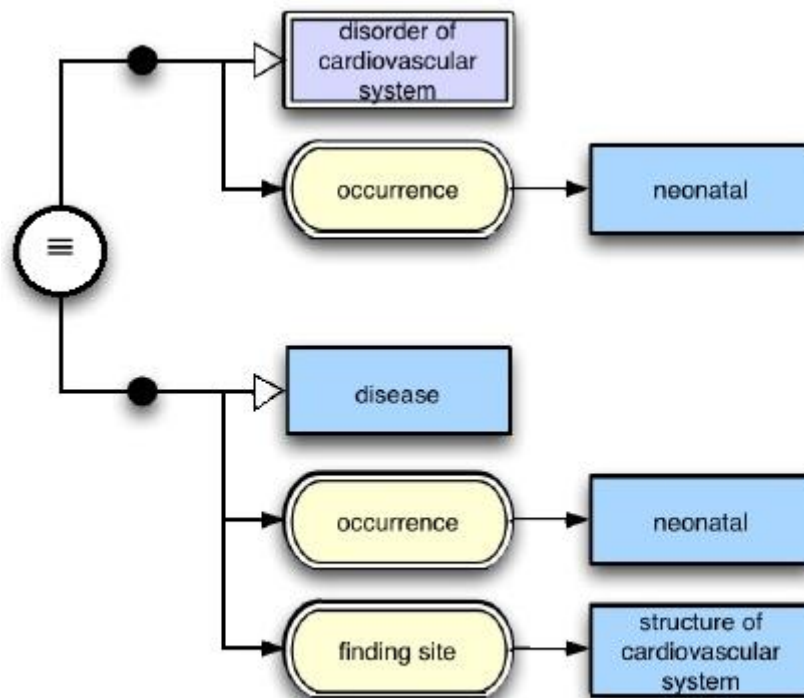 disorder of
cardiovascular
system
occurrence
neonatal
≡
disease
occurrence
neonatal
finding site
structure of
cardiovascular
system